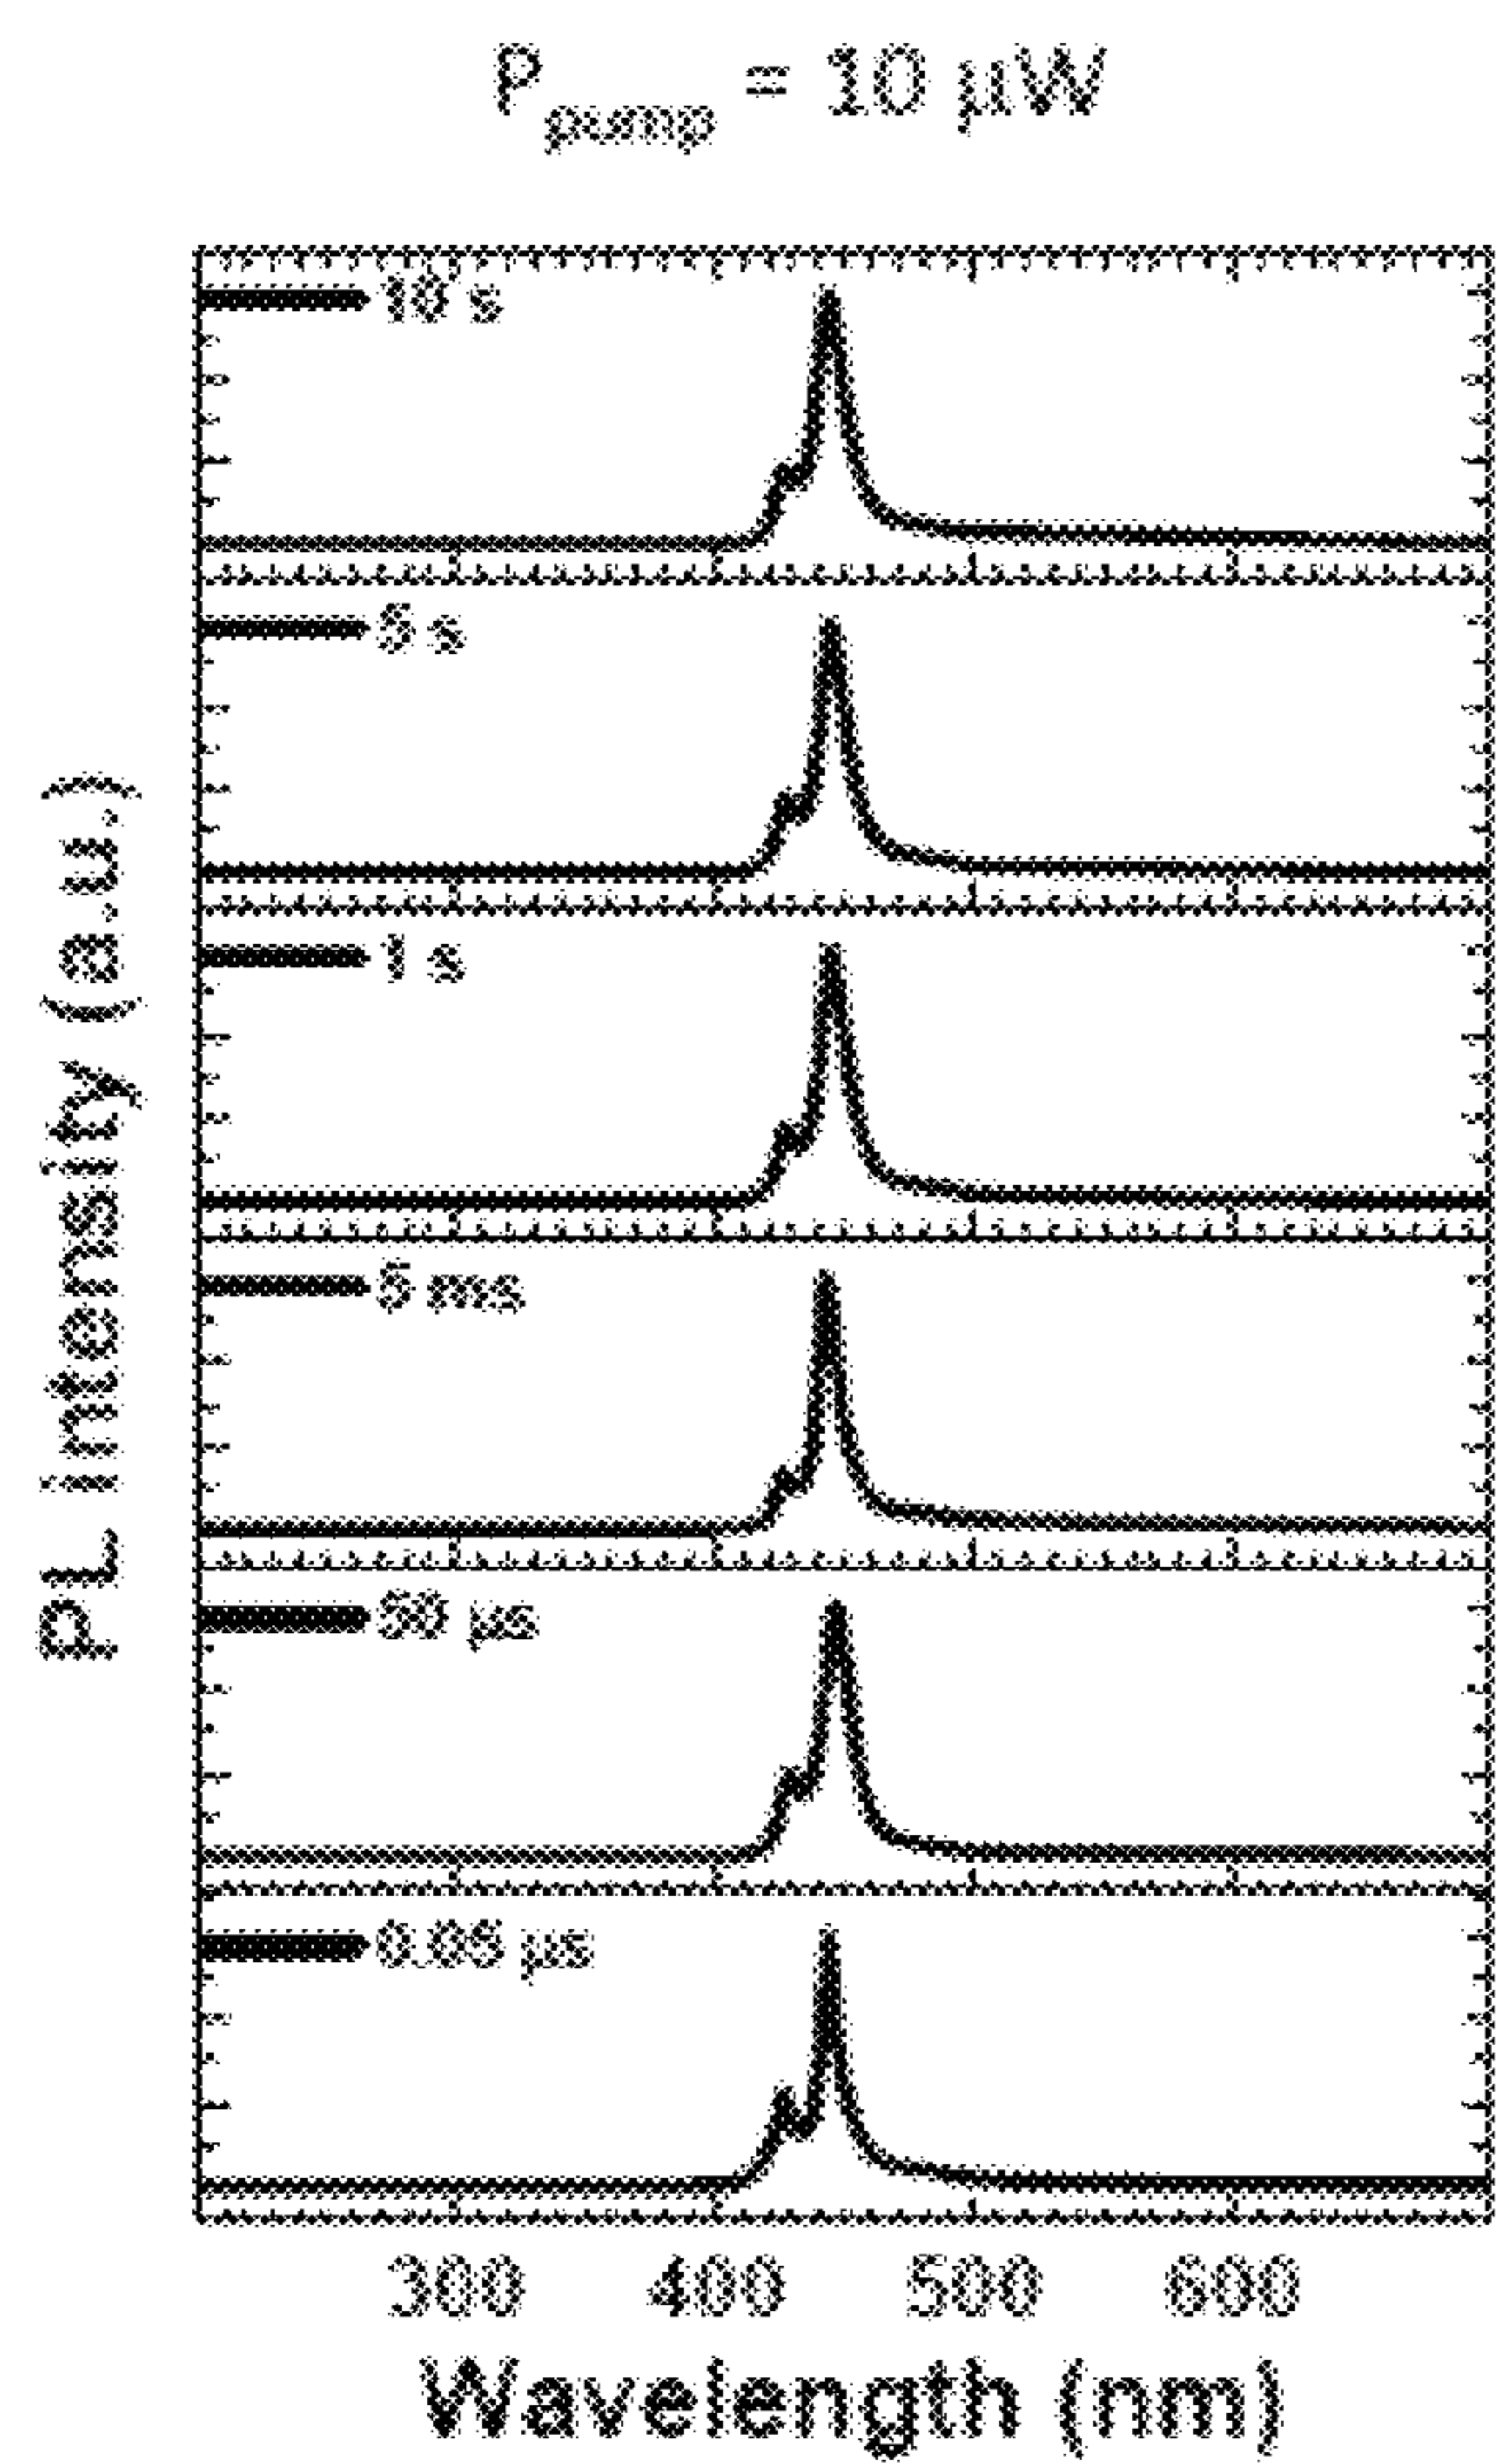 P_pump = 10 µW
10 s
5 s
1 s
5 ms
50 µs
0.05 µs
PL intensity (a.u.)
300 400 500 600
Wavelength (nm)